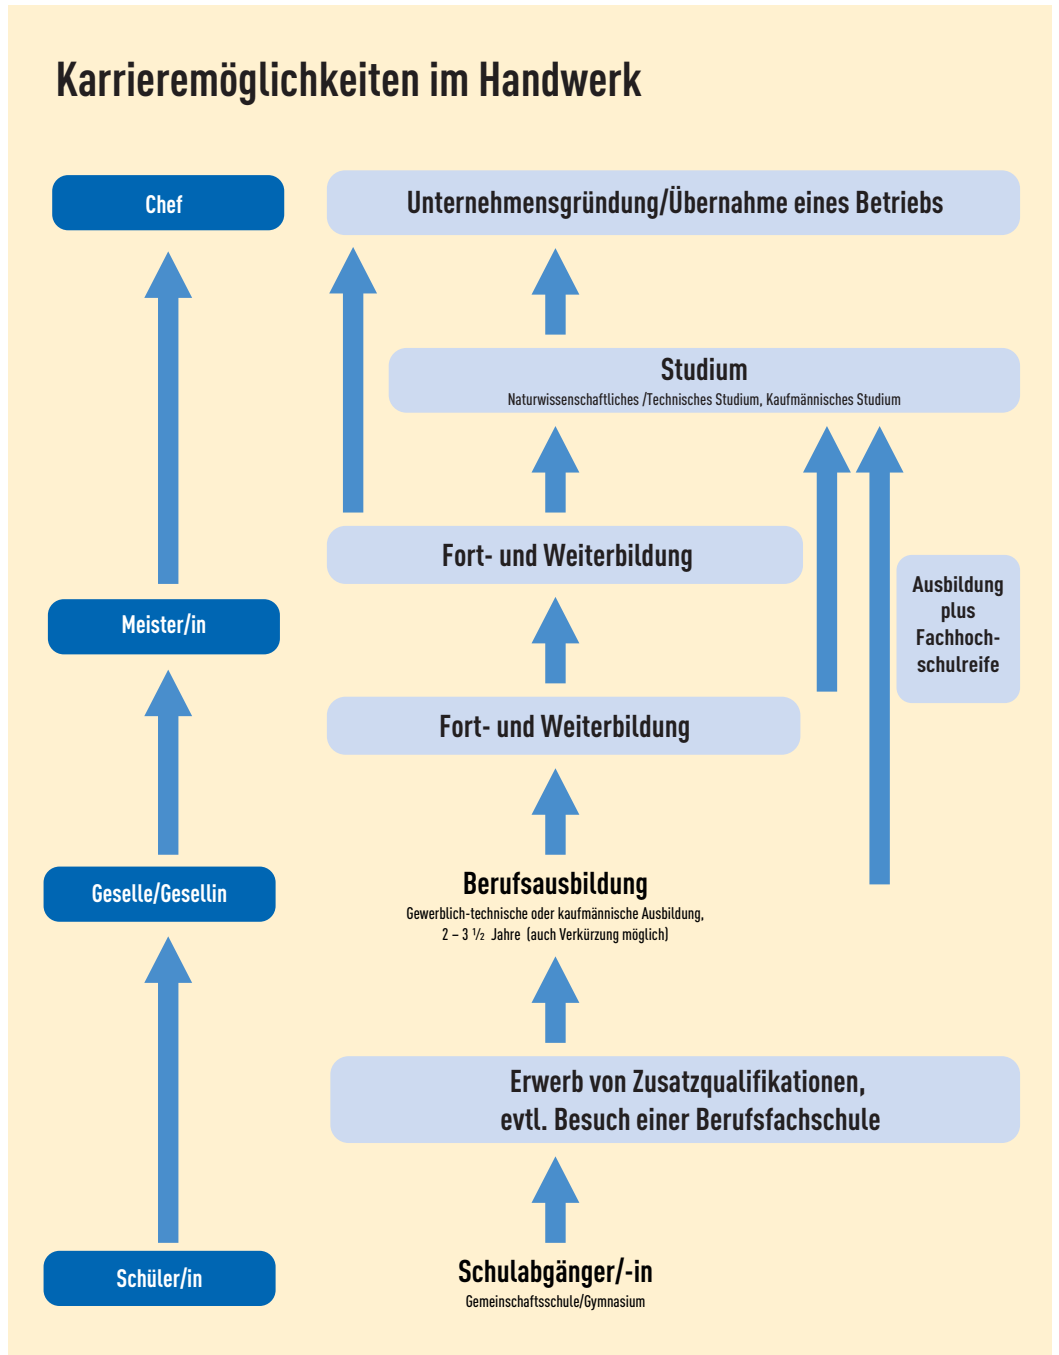 Karrieremöglichkeiten im Handwerk
Chef
Unternehmensgründung/Übernahme eines Betriebs
Studium
Naturwissenschaftliches /Technisches Studium, Kaufmännisches Studium
Fort- und Weiterbildung
Ausbildung
plus
Fachhoch-
schulreife
Meister/in
Fort- und Weiterbildung
Geselle/Gesellin
Berufsausbildung
Gewerblich-technische oder kaufmännische Ausbildung,
2 – 3 ½ Jahre (auch Verkürzung möglich)
Erwerb von Zusatzqualifikationen,
evtl. Besuch einer Berufsfachschule
Schüler/in
Schulabgänger/-in
Gemeinschaftsschule/Gymnasium